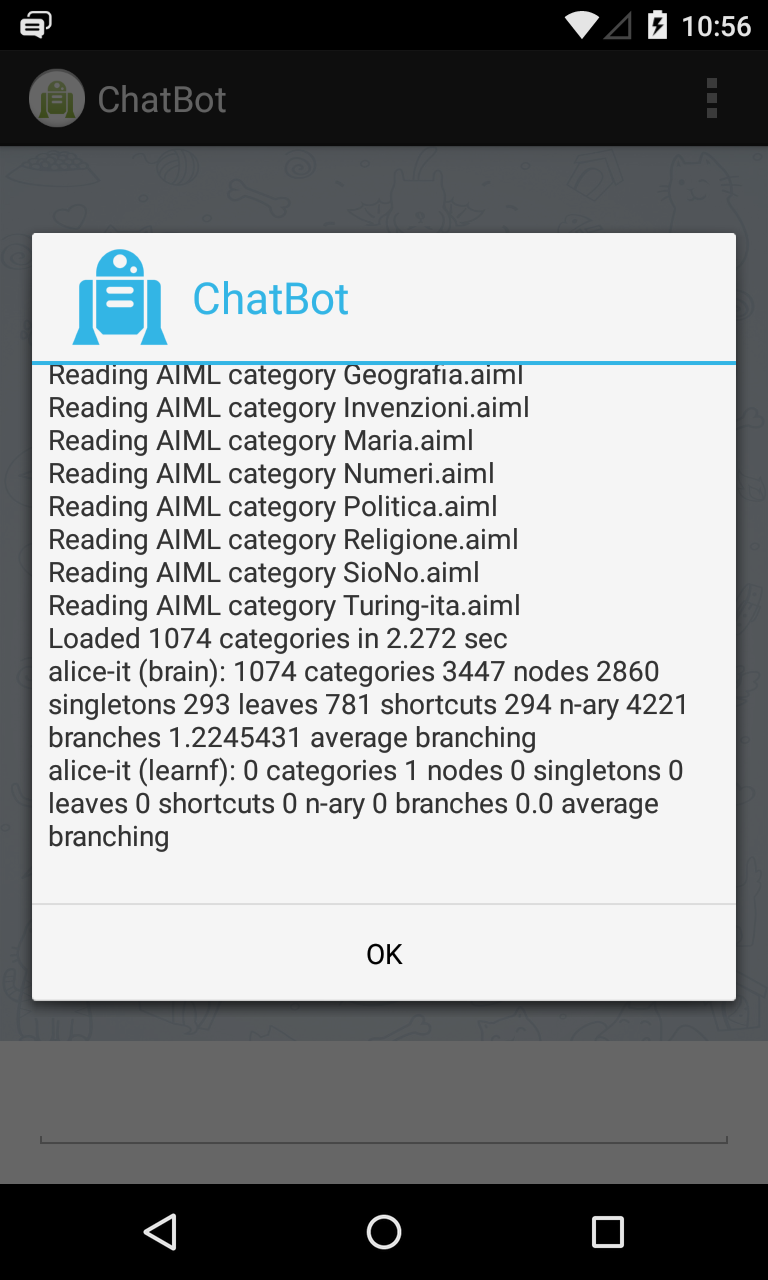 10:56
ChatBot
ChatBot
Reading AIML category Geografia.aiml
Reading AIML category Invenzioni.aiml
Reading AIML category Maria.aiml
Reading AIML category Numeri.aiml
Reading AIML category Politica.aiml
Reading AIML category Religione.aiml
Reading AIML category SioNo.aiml
Reading AIML category Turing-ita.aiml
Loaded 1074 categories in 2.272 sec
alice-it (brain): 1074 categories 3447 nodes 2860
singletons 293 leaves 781 shortcuts 294 n-ary 4221
branches 1.2245431 average branching
alice-it (learnf): 0 categories 1 nodes 0 singletons 0
leaves 0 shortcuts 0 n-ary 0 branches 0.0 average
branching
OK